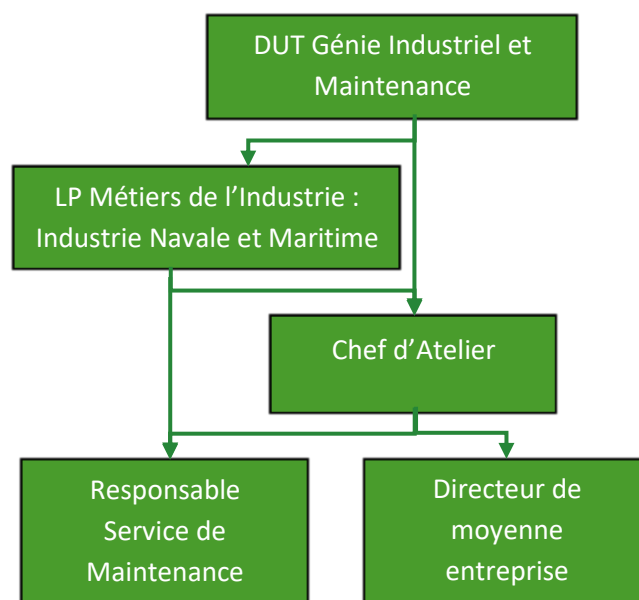 DUT Génie Industriel et
Maintenance
LP Métiers de l’Industrie :
Industrie Navale et Maritime
Chef d’Atelier
Responsable
Service de
Maintenance
Directeur de
moyenne
entreprise